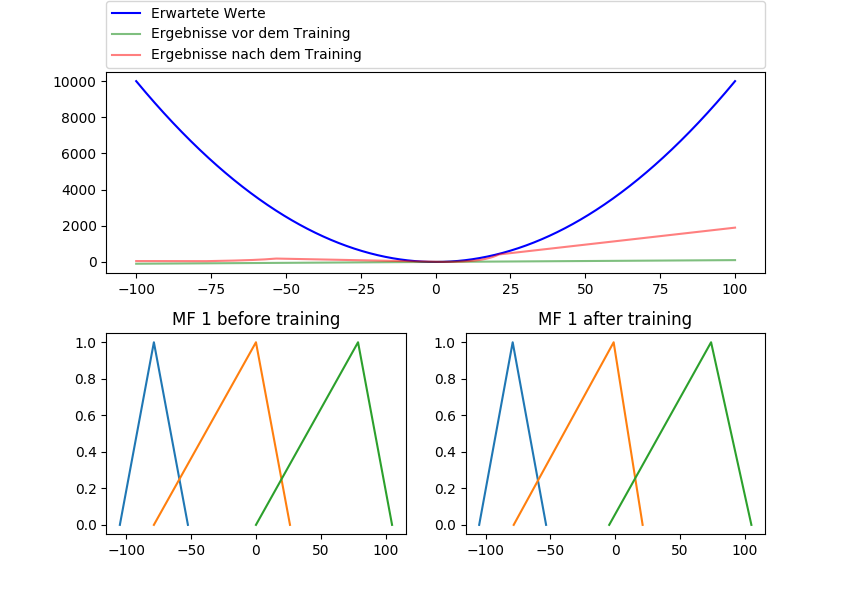 Erwartete Werte
Ergebnisse vor dem Training
Ergebnisse nach dem Training
10000
8000
6000
4000
2000
0
−100 −75 −50 −25 0 25 50 75 100
MF 1 before training
MF 1 after training
1.0
0.8
0.6
0.4
0.2
0.0
−100 −50 0 50 100
1.0
0.8
0.6
0.4
0.2
0.0
−100 −50 0 50 100